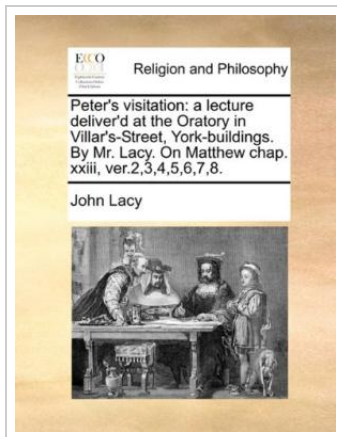 ECCO
Religion and Philosophy
Peter's visitation: a lecture
deliver'd at the Oratory in
Villar's-Street, York-buildings.
By Mr. Lacy. On Matthew chap.
xxiii, ver.2,3,4,5,6,7,8.
John Lacy